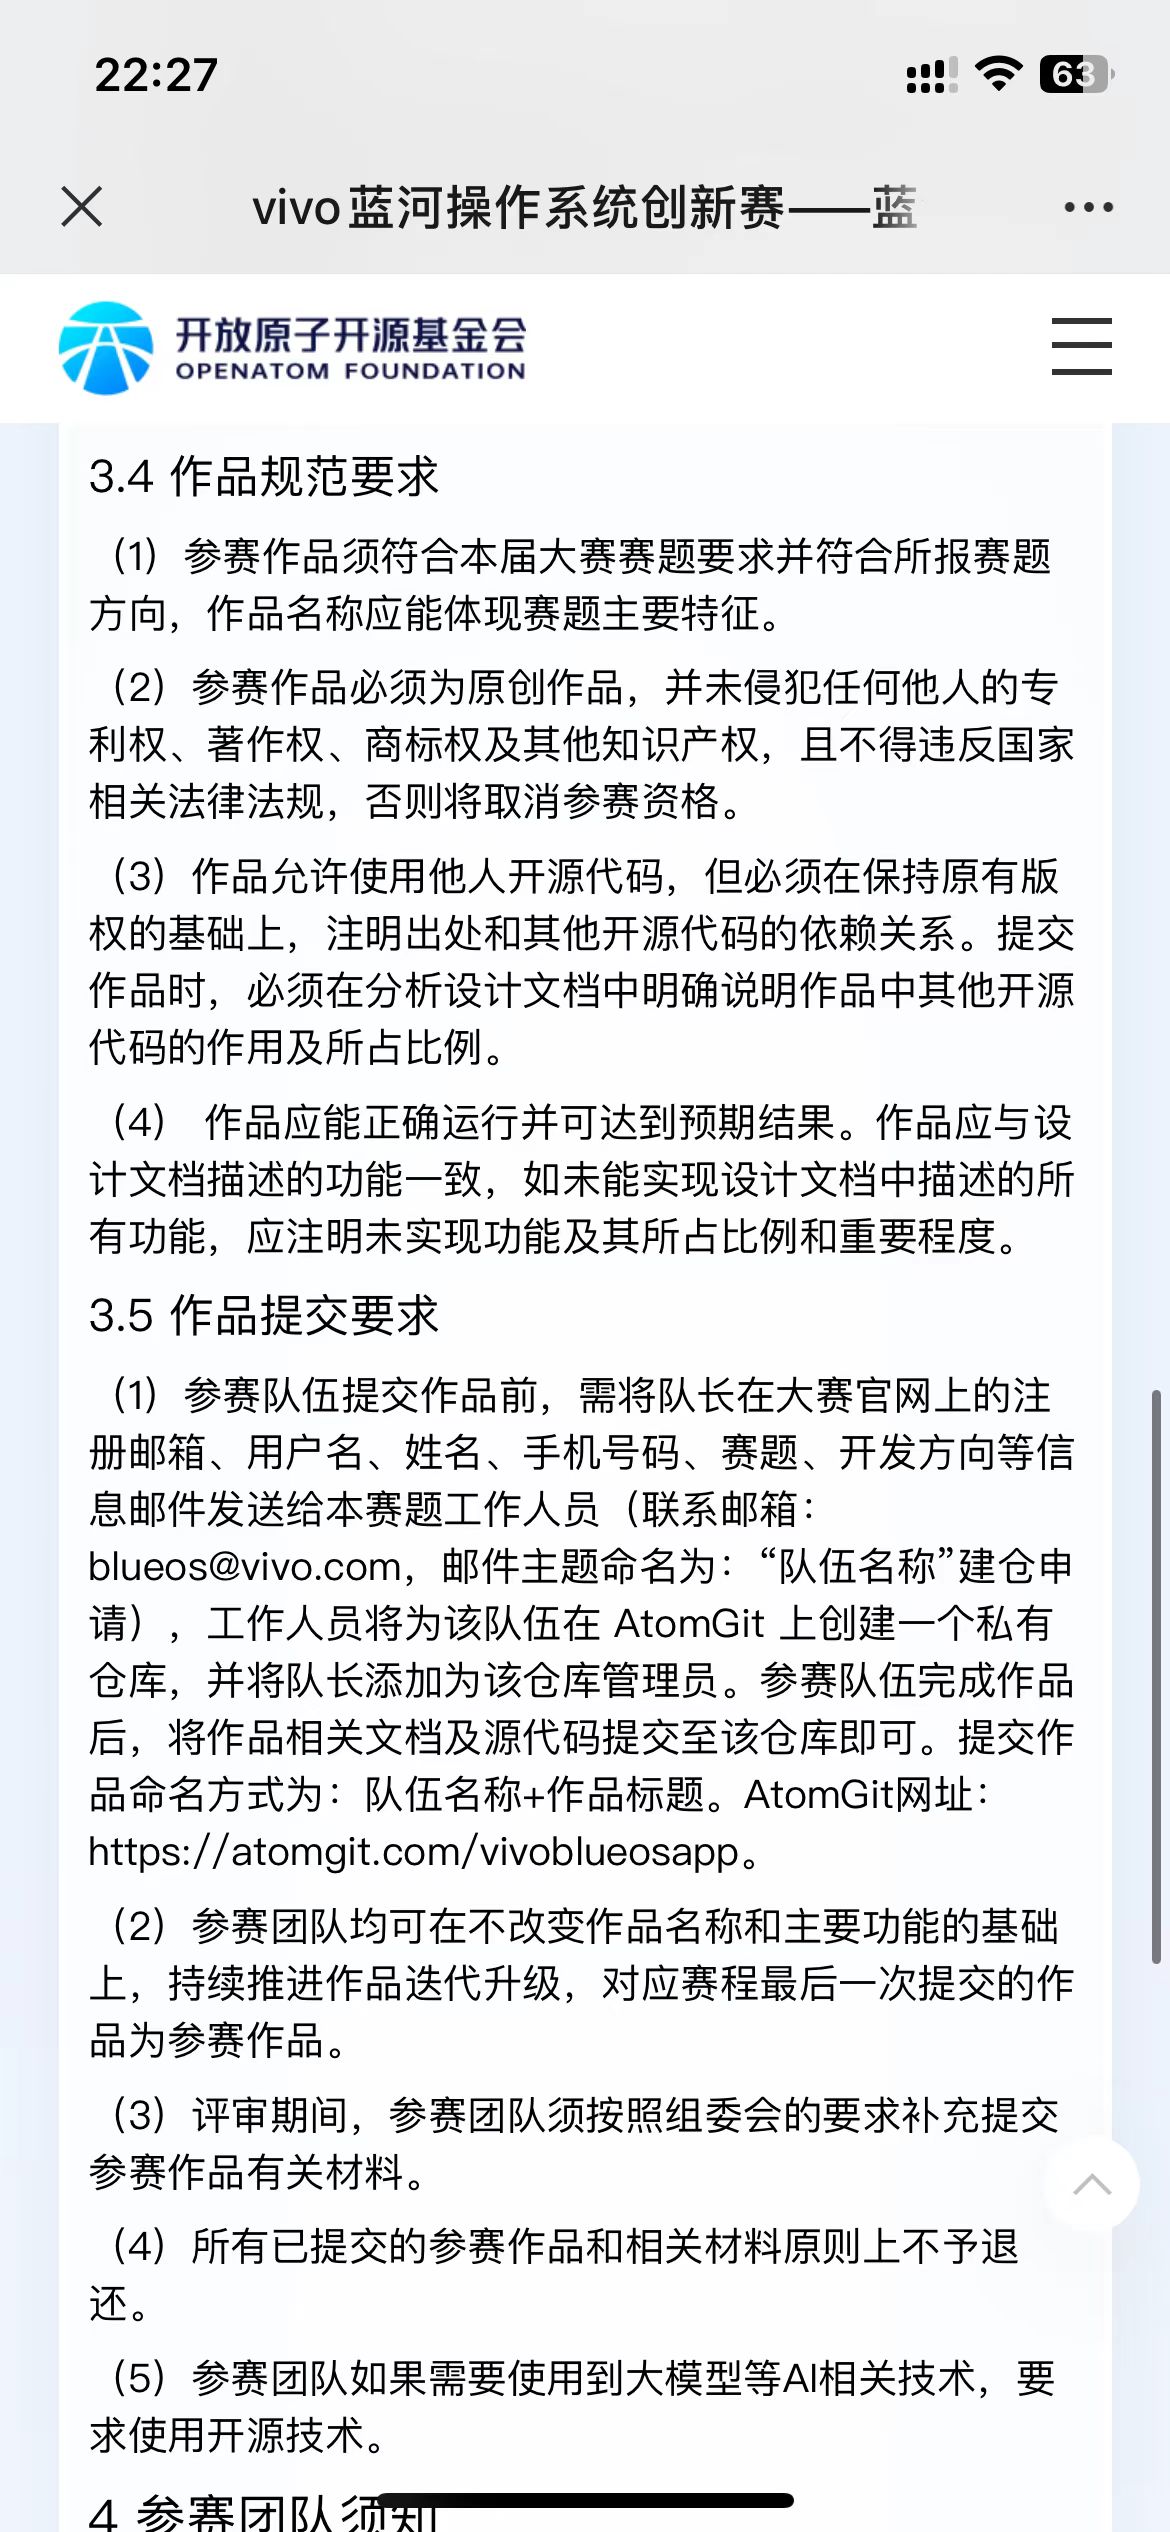 22:27
63
vivo蓝河操作系统创新赛——蓝
开放原子开源基金会
OPENATOM FOUNDATION
3.4 作品规范要求
（1）参赛作品须符合本届大赛赛题要求并符合所报赛题
方向，作品名称应能体现赛题主要特征。
（2）参赛作品必须为原创作品，并未侵犯任何他人的专
利权、著作权、商标权及其他知识产权，且不得违反国家
相关法律法规，否则将取消参赛资格。
（3）作品允许使用他人开源代码，但必须在保持原有版
权的基础上，注明出处和其他开源代码的依赖关系。提交
作品时，必须在分析设计文档中明确说明作品中其他开源
代码的作用及所占比例。
（4） 作品应能正确运行并可达到预期结果。作品应与设
计文档描述的功能一致，如未能实现设计文档中描述的所
有功能，应注明未实现功能及其所占比例和重要程度。
3.5 作品提交要求
（1）参赛队伍提交作品前，需将队长在大赛官网上的注
册邮箱、用户名、姓名、手机号码、赛题、开发方向等信
息邮件发送给本赛题工作人员（联系邮箱：
blueos@vivo.com，邮件主题命名为：“队伍名称”建仓申
请），工作人员将为该队伍在 AtomGit 上创建一个私有
仓库，并将队长添加为该仓库管理员。参赛队伍完成作品
后，将作品相关文档及源代码提交至该仓库即可。提交作
品命名方式为：队伍名称+作品标题。AtomGit网址：
https://atomgit.com/vivoblueosapp。
（2）参赛团队均可在不改变作品名称和主要功能的基础
上，持续推进作品迭代升级，对应赛程最后一次提交的作
品为参赛作品。
（3）评审期间，参赛团队须按照组委会的要求补充提交
参赛作品有关材料。
（4）所有已提交的参赛作品和相关材料原则上不予退
还。
（5）参赛团队如果需要使用到大模型等AI相关技术，要
求使用开源技术。
4 参赛团队须知